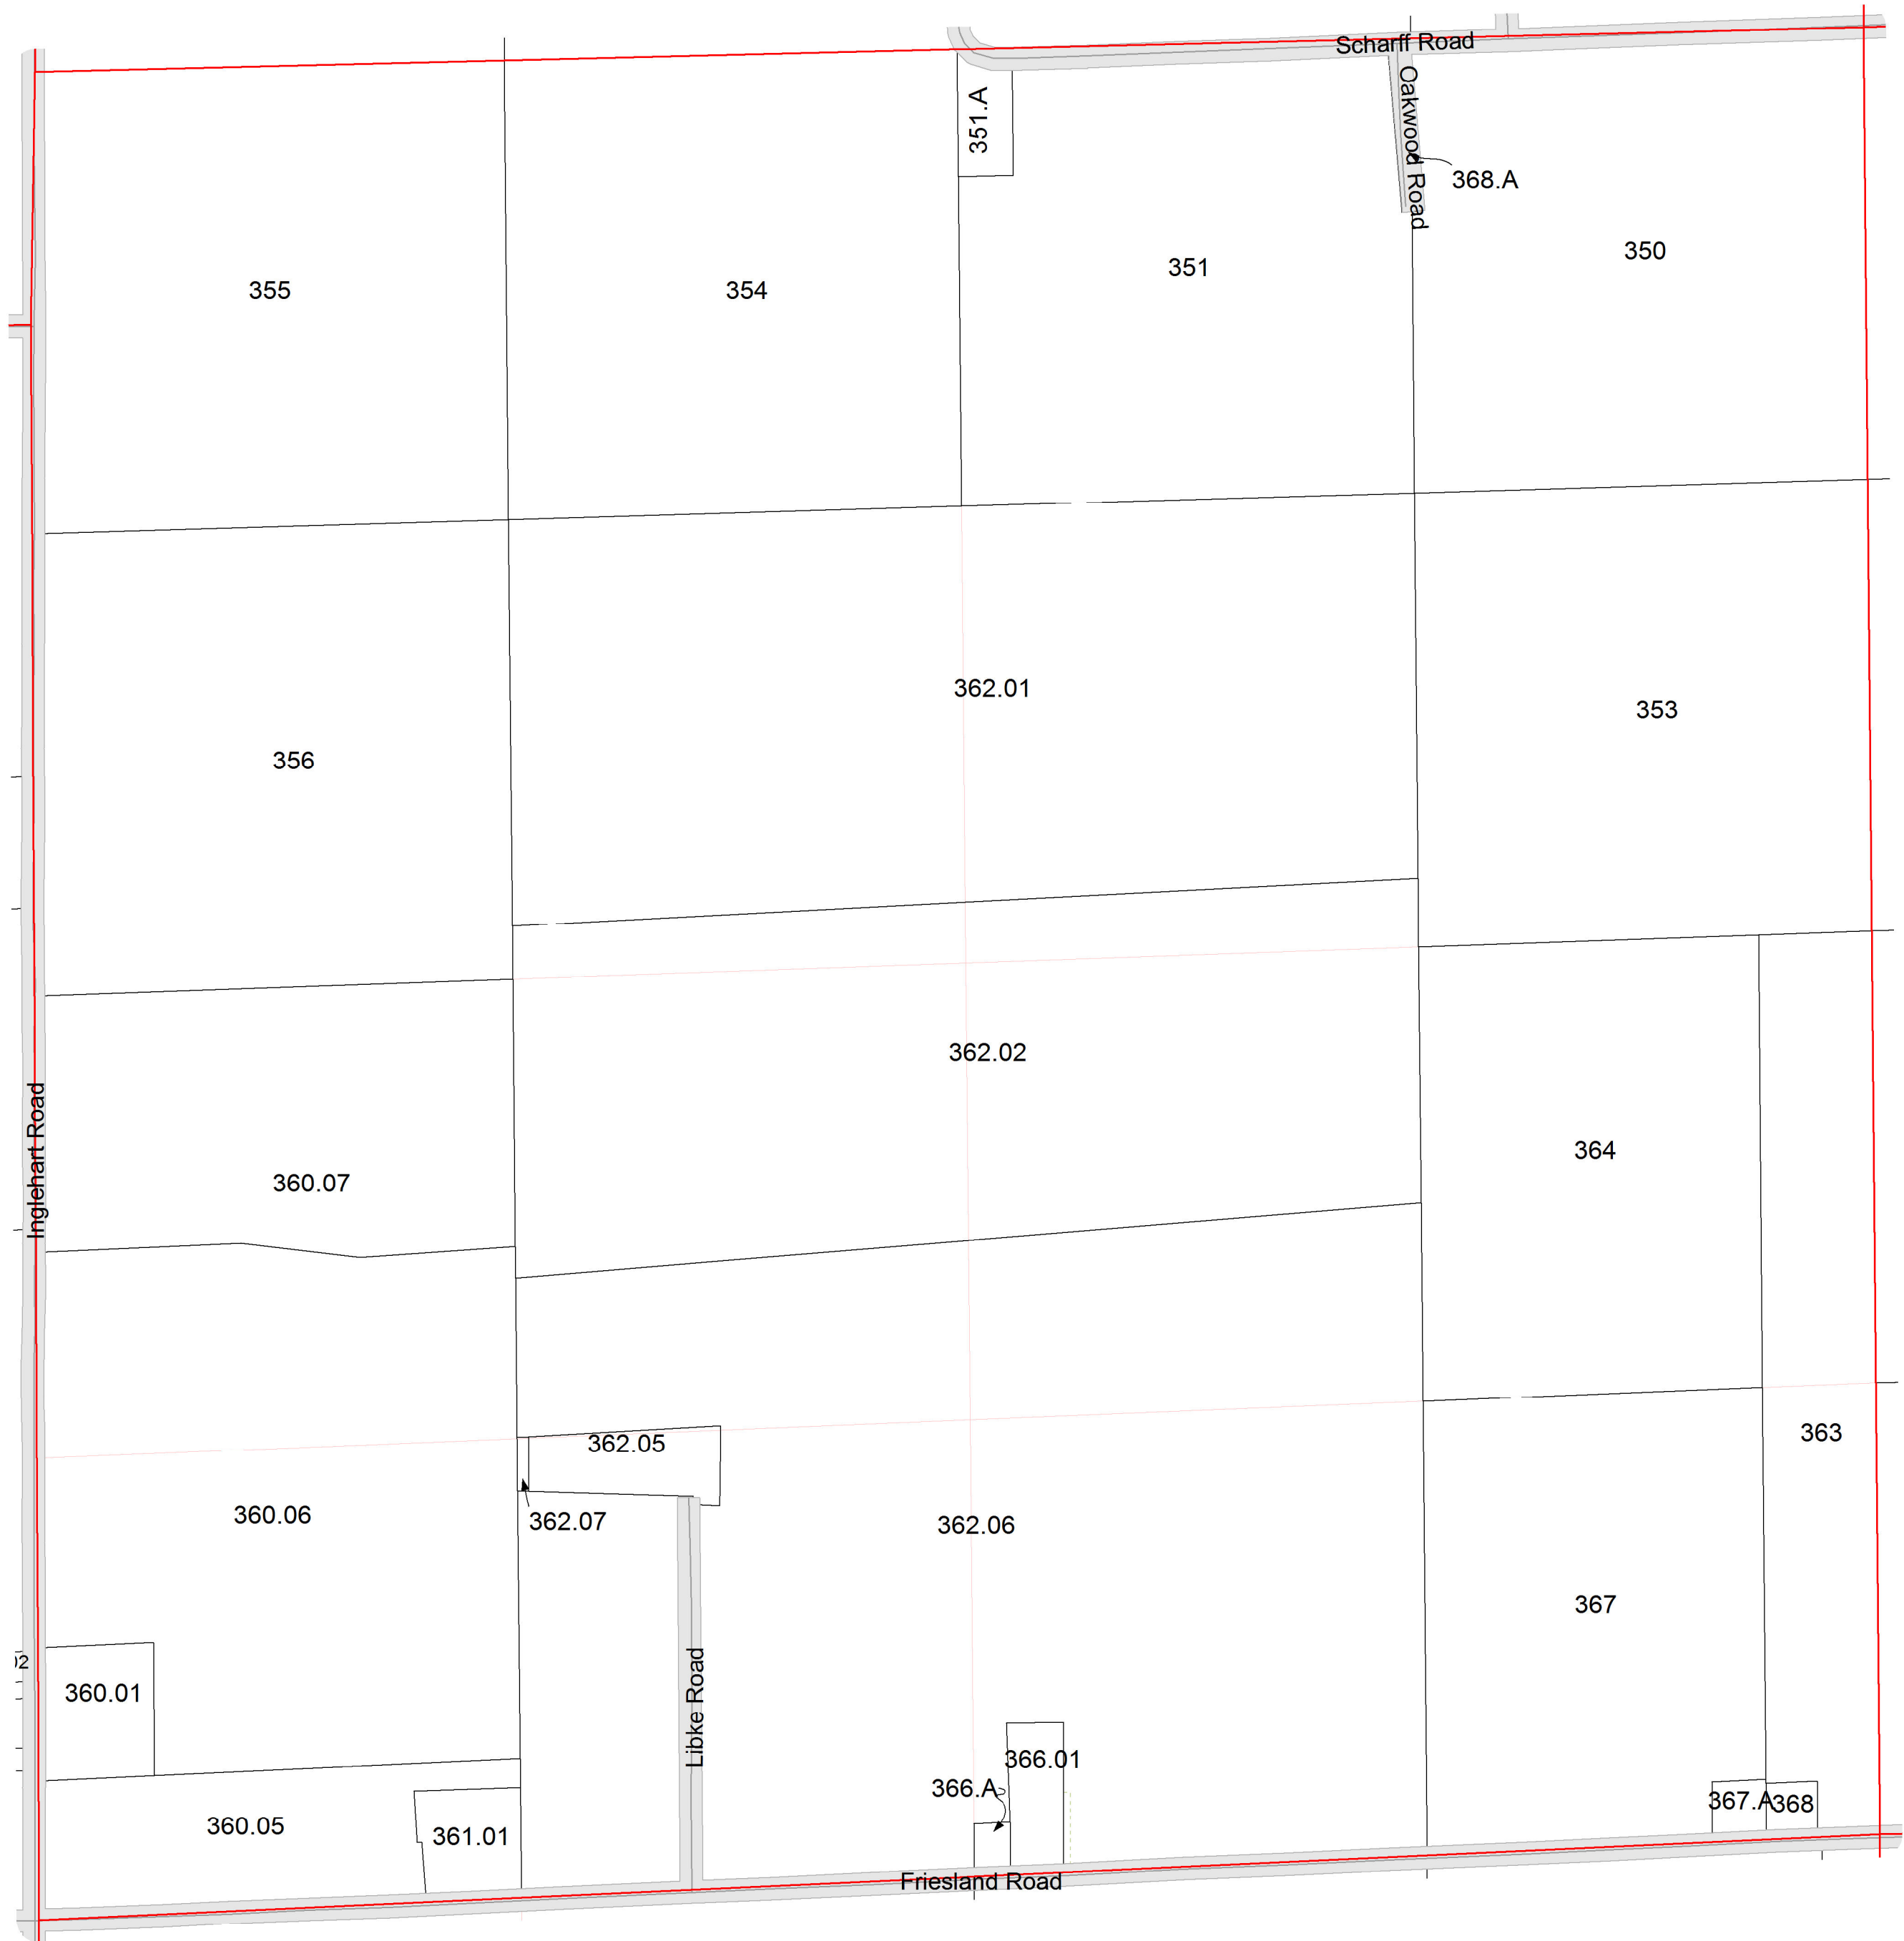 Scharff Road
Oakwood Road
351.A
368.A
350
351
355
354
362.01
353
356
362.02
Inglehart Road
364
360.07
363
362.05
360.06
362.07
362.06
367
02
360.01
Libke Road
366.01
366.A
367.A
368
360.05
361.01
Friesland Road